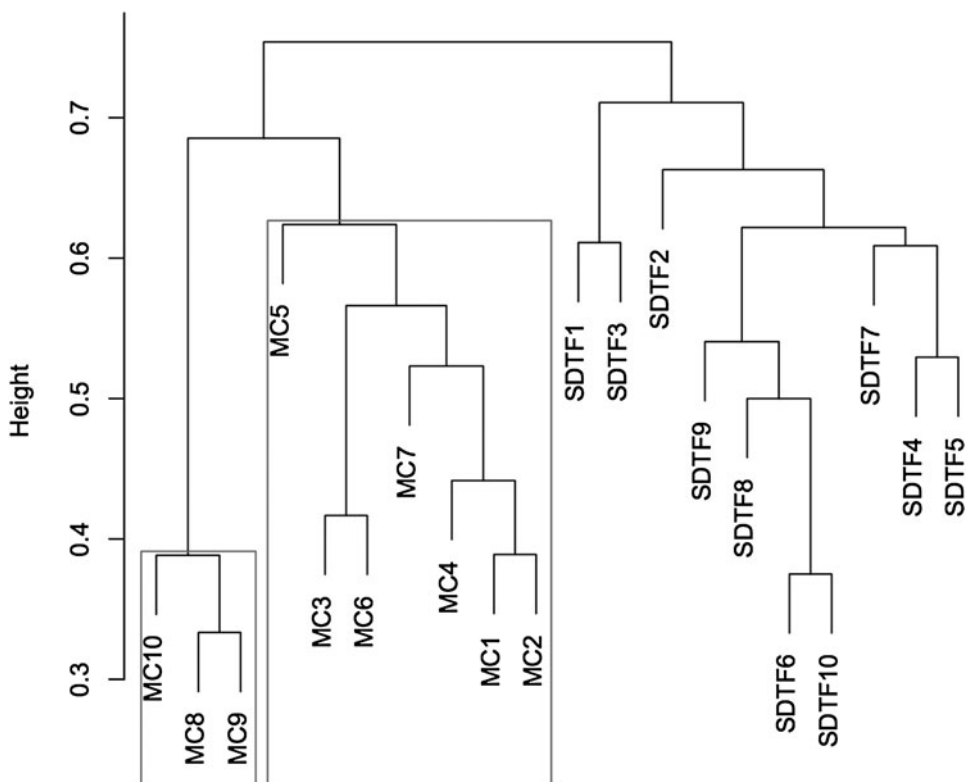 Height
0.7
0.6
0.5
0.4
0.3
MC10
MC8
MC9
MC5
MC3
MC6
MC7
MC4
MC1
MC2
SDTF1
SDTF3
SDTF2
SDTF9
SDTF8
SDTF6
SDTF10
SDTF7
SDTF4
SDTF5